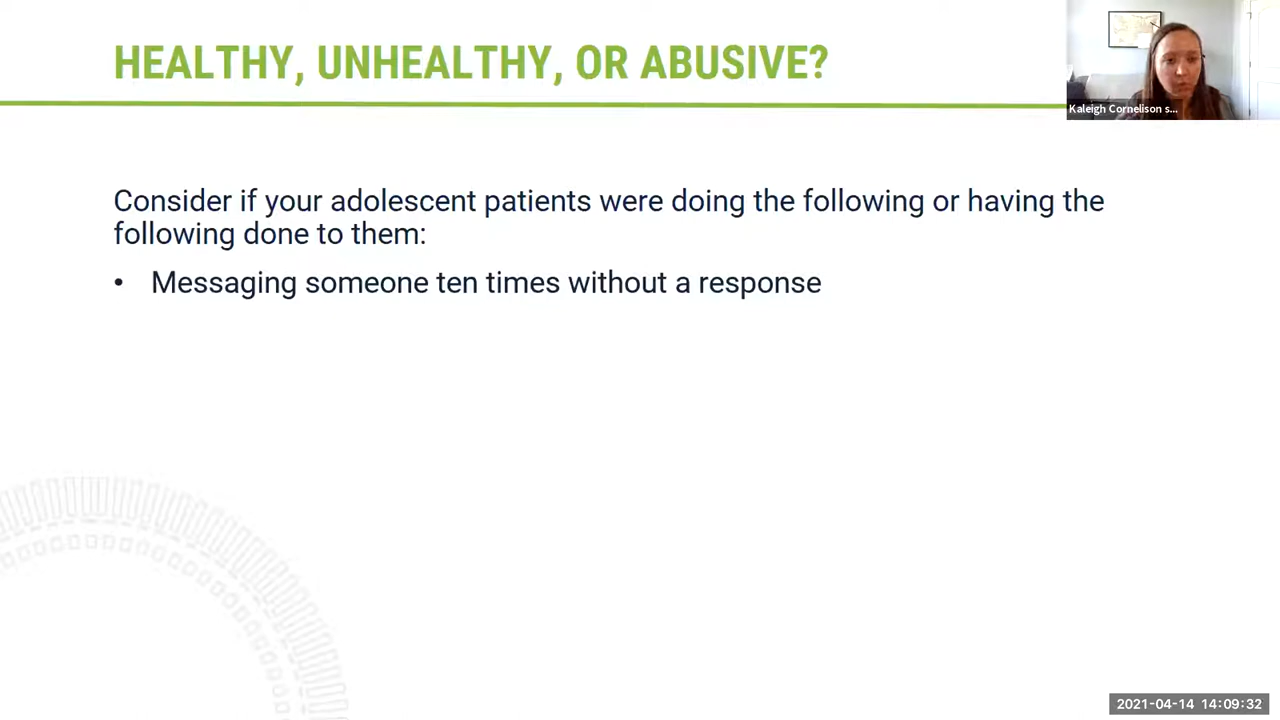 HEALTHY, UNHEALTHY, OR ABUSIVE?
Kaleigh Cornelison s...
Consider if your adolescent patients were doing the following or having the
following done to them:
• Messaging someone ten times without a response
2021-04-14 14:09:32